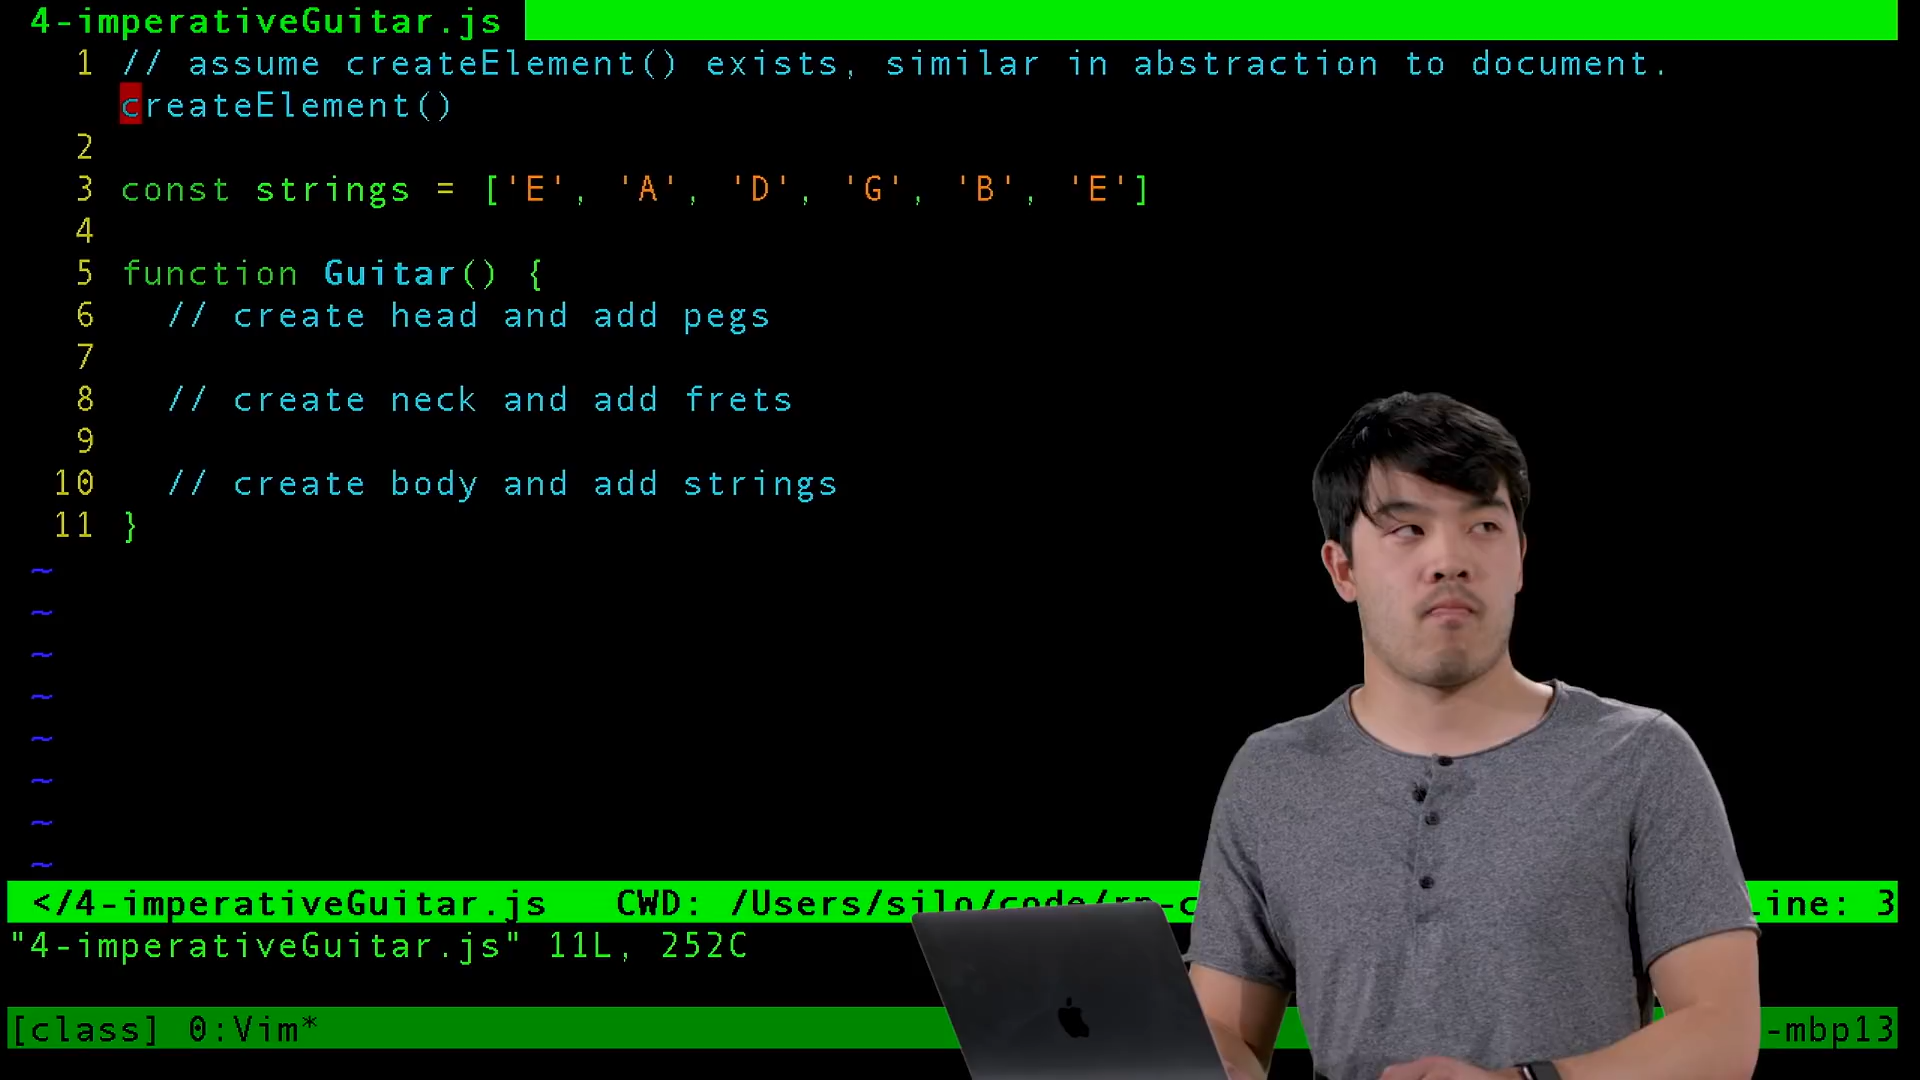 4-imperativeGuitar.js
1 // assume createElement() exists, similar in abstraction to document.
createElement()
2
3 const strings = ['E', 'A', 'D', 'G', 'B', 'E']
4
5 function Guitar() {
6 // create head and add pegs
7
8 // create neck and add frets
9
10 // create body and add strings
11 }
~
~
~
~
~
~
~
~
</4-imperativeGuitar.js CWD: /Users/silo/code/ Line: 3
"4-imperativeGuitar.js" 11L, 252C
[class] 0:Vim* -mbp13